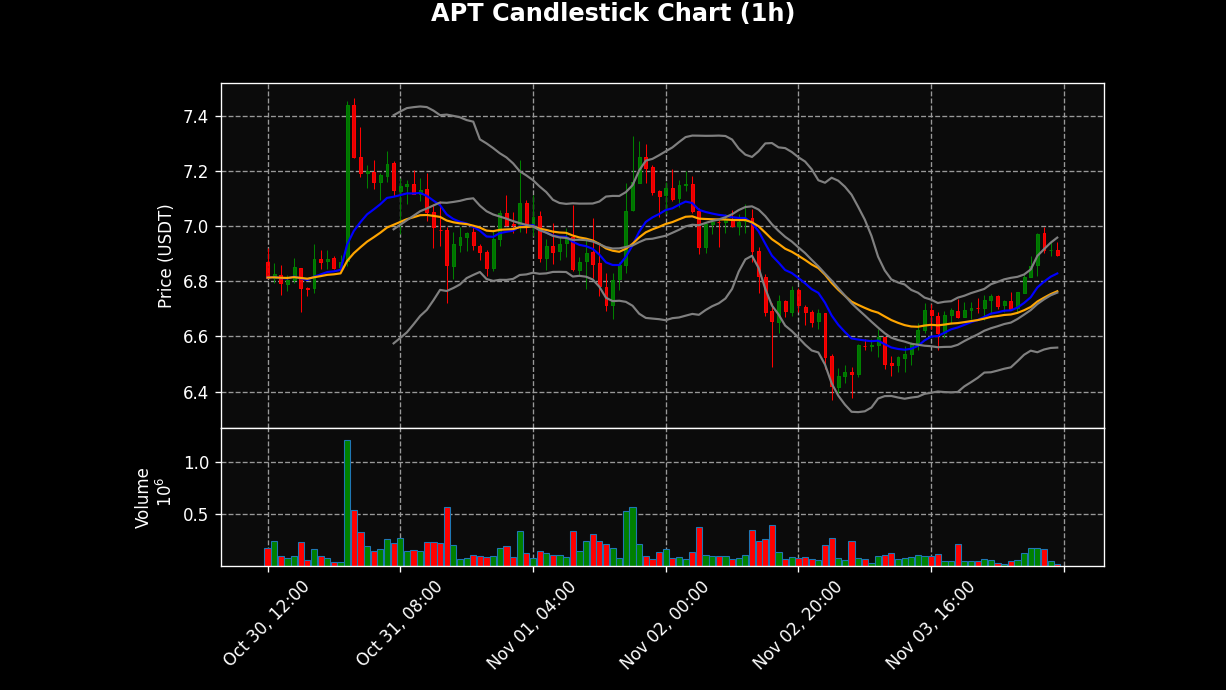 APT Candlestick Chart (1h)
7.4
7.2
7.0
6.8
6.6
6.4
Price (USDT)
1.0
0.5
Volume
10⁶
Oct 30, 12:00
Oct 31, 08:00
Nov 01, 04:00
Nov 02, 00:00
Nov 02, 20:00
Nov 03, 16:00